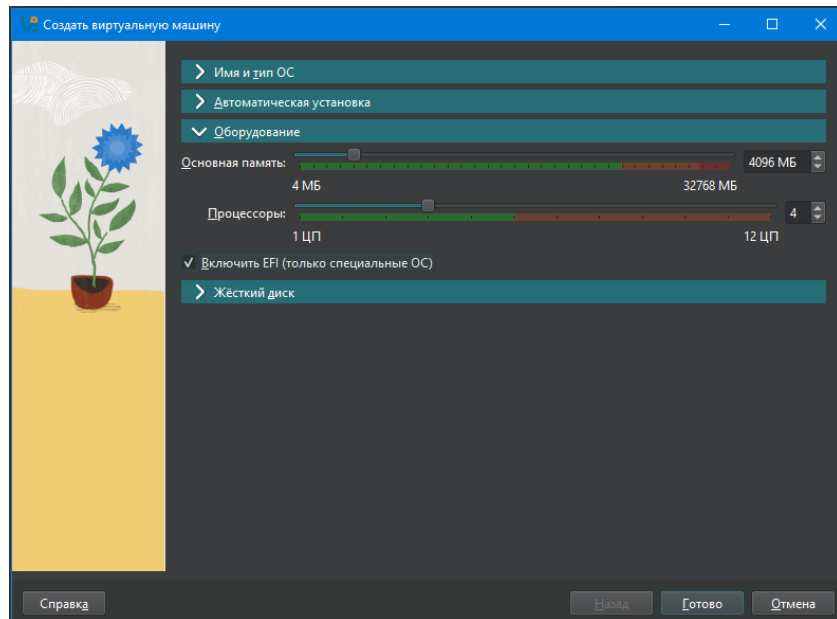 Создать виртуальную машину
Имя и тип ОС
Автоматическая установка
Оборудование
Основная память: 4096 МБ
4 МБ 32768 МБ
Процессоры: 4
1 ЦП 12 ЦП
Включить EFI (только специальные ОС)
Жёсткий диск
Справка Назад Готово Отмена